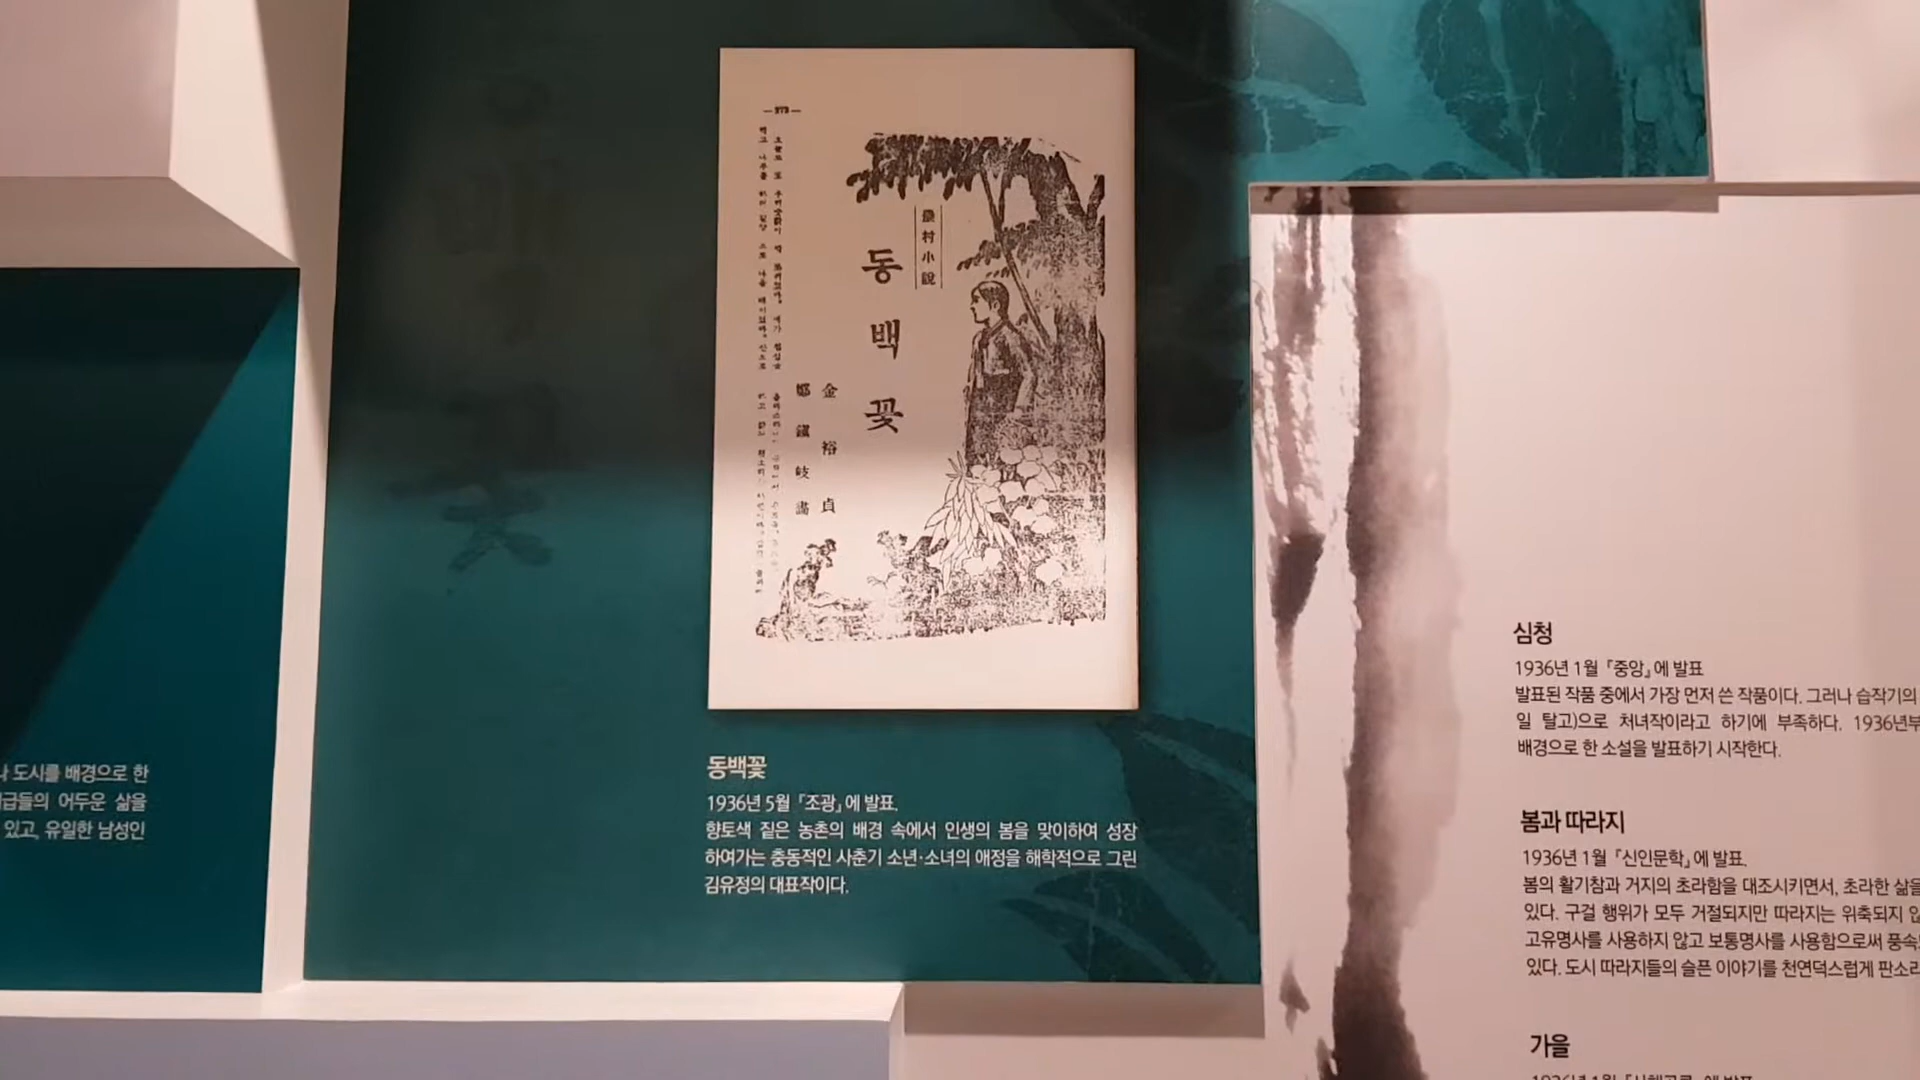 나 도시를 배경으로 한
급들의 어두운 삶을
있고, 유일한 남성인
農村小說
동백꽃
金裕貞
동백꽃
1936년 5월 『조광』에 발표.
향토색 짙은 농촌의 배경 속에서 인생의 봄을 맞이하여 성장
하여가는 충동적인 사춘기 소년·소녀의 애정을 해학적으로 그린
김유정의 대표작이다.
심청
1936년 1월 『중앙』에 발표
발표된 작품 중에서 가장 먼저 쓴 작품이다. 그러나 습작기의
일 탈고)으로 처녀작이라고 하기에 부족하다. 1936년부
배경으로 한 소설을 발표하기 시작한다.
봄과 따라지
1936년 1월 『신인문학』에 발표.
봄의 활기참과 거지의 초라함을 대조시키면서, 초라한 삶을
있다. 구걸 행위가 모두 거절되지만 따라지는 위축되지 않
고유명사를 사용하지 않고 보통명사를 사용함으로써 풍속
있다. 도시 따라지들의 슬픈 이야기를 천연덕스럽게 판소리
가을